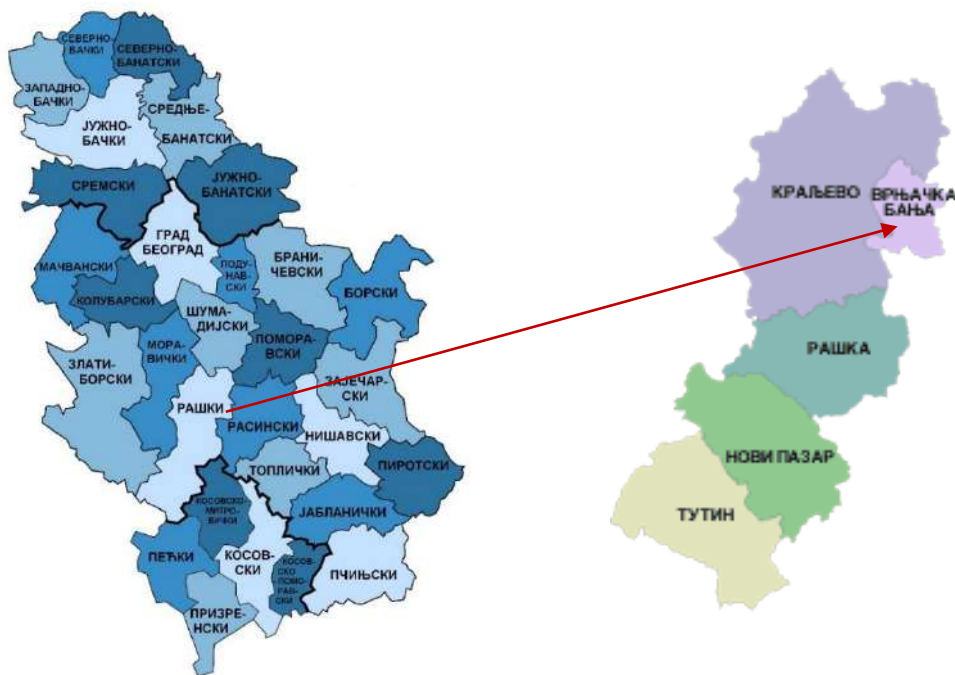 СЕВЕРНО-
БАЧКИ
СЕВЕРНО-
БАНАТСКИ
ЗАПАДНО-
БАЧКИ
СРЕДЊЕ-
БАНАТСКИ
ЈУЖНО-
БАЧКИ
ЈУЖНО-
БАНАТСКИ
СРЕМСКИ
ГРАД
БЕОГРАД
МАЧВАНСКИ
ПОДУ-
НАВ-
СКИ
БРАНИ-
ЧЕВСКИ
БОРСКИ
КОЛУБАРСКИ
ШУМА-
ДИЈСКИ
ПОМОРА-
ВСКИ
ЗЛАТИ-
БОРСКИ
МОРА-
ВИЧКИ
ЗАЈЕЧАР-
СКИ
РАШКИ
РАСИНСКИ
НИШАВСКИ
ТОПЛИЧКИ
ПИРОТСКИ
КОСОВСКО-
МИТРО-
ВАЧКИ
ЈАБЛАНИЧКИ
ПЕЋКИ
КОСОВ-
СКИ
КОСОВ-
СКО
ПОМО-
РАВ-
СКИ
ПЧИЊСКИ
ПРИЗРЕ-
НСКИ
КРАЉЕВО
ВРЊАЧКА
БАЊА
РАШКА
НОВИ ПАЗАР
ТУТИН